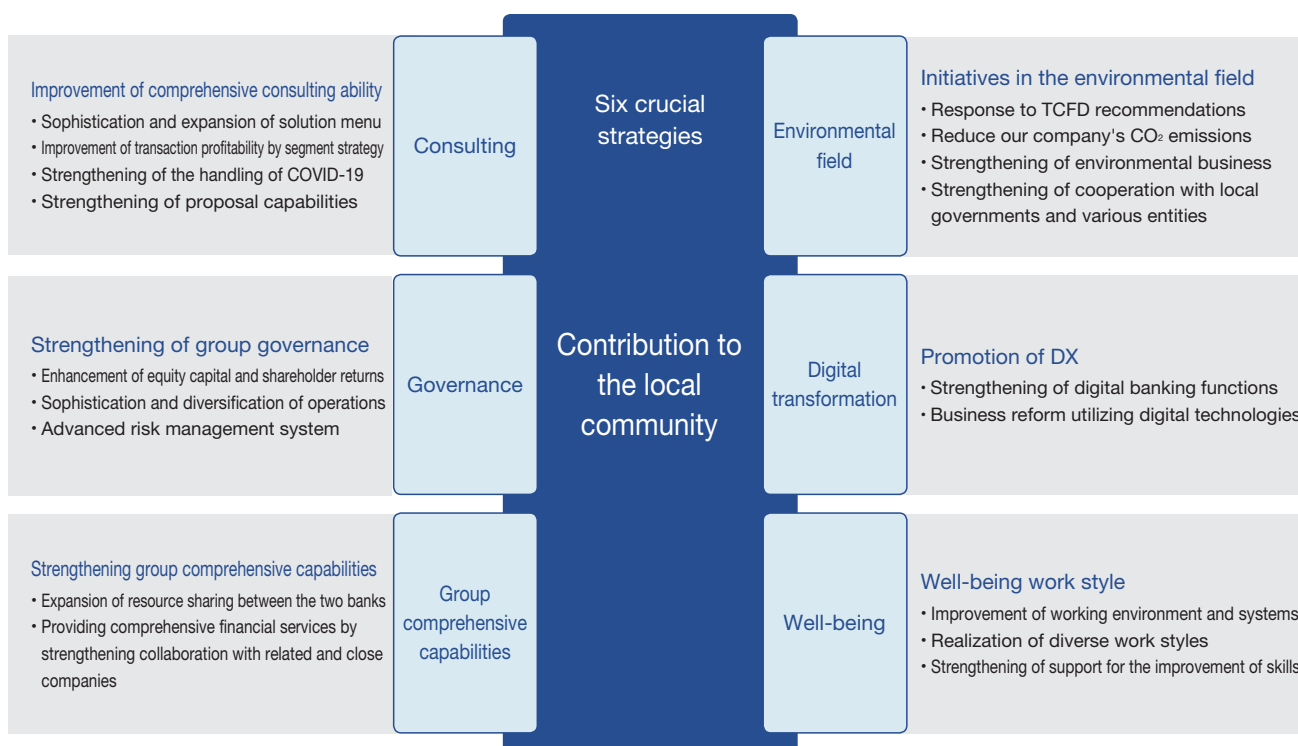 Six crucial
strategies
Contribution to
the local
community
Improvement of comprehensive consulting ability
• Sophistication and expansion of solution menu
• Improvement of transaction profitability by segment strategy
• Strengthening of the handling of COVID-19
• Strengthening of proposal capabilities
Consulting
Environmental
field
Initiatives in the environmental field
• Response to TCFD recommendations
• Reduce our company's CO₂ emissions
• Strengthening of environmental business
• Strengthening of cooperation with local
governments and various entities
Strengthening of group governance
• Enhancement of equity capital and shareholder returns
• Sophistication and diversification of operations
• Advanced risk management system
Governance
Digital
transformation
Promotion of DX
• Strengthening of digital banking functions
• Business reform utilizing digital technologies
Strengthening group comprehensive capabilities
• Expansion of resource sharing between the two banks
• Providing comprehensive financial services by
strengthening collaboration with related and close
companies
Group
comprehensive
capabilities
Well-being
Well-being work style
• Improvement of working environment and systems
• Realization of diverse work styles
• Strengthening of support for the improvement of skills